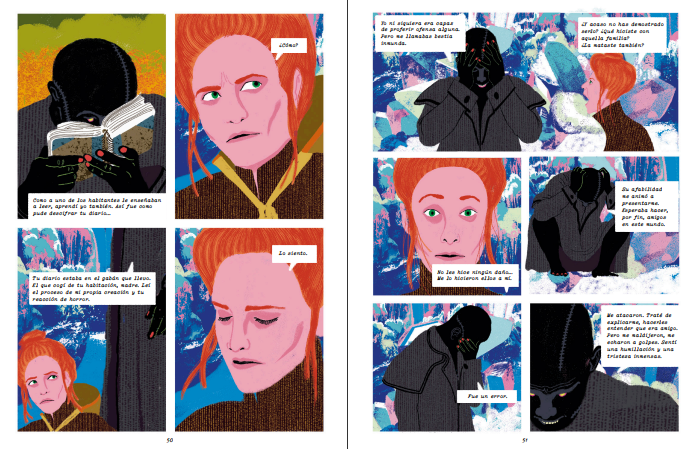 Como a uno de los habitantes le enseñaban
a leer, aprendí yo también. Así fue como
pude descifrar tu diario...
¿Cómo?
Tu diario estaba en el gabán que llevo.
El que cogí de tu habitación, madre. Leí
el proceso de mi propia creación y tu
reacción de horror.
Lo siento.
50
Yo ni siquiera era capas
de proferir ofensa alguna.
Pero me llamabas bestia
inmunda.
¿Y acaso no has demostrado
serlo? ¿Qué hiciste con
aquella familia?
¿La mataste también?
No les hice ningún daño...
Me lo hicieron ellos a mí.
Su afabilidad
me animó a
presentarme.
Esperaba hacer,
por fin, amigos
en este mundo.
Fue un error.
Me atacaron. Traté de
explicarme, hacerles
entender que era amigo.
Pero me maldijeron, me
echaron a golpes. Sentí
una humillación y una
tristeza inmensas.
51